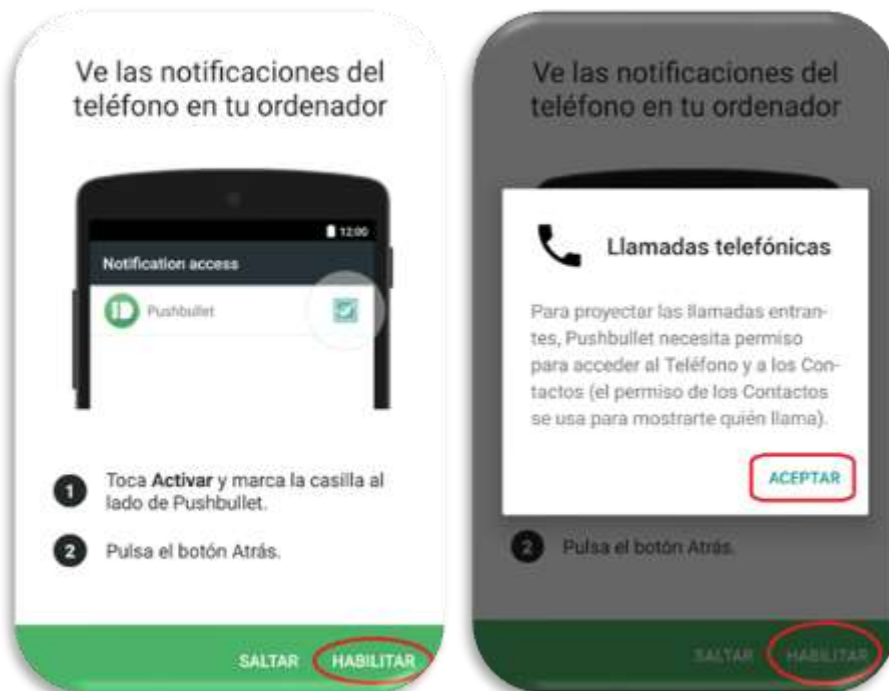 Ve las notificaciones del
teléfono en tu ordenador
12:00
Notification access
Pushbullet
1 Toca Activar y marca la casilla al
lado de Pushbullet.
2 Pulsa el botón Atrás.
SALTAR HABILITAR
Ve las notificaciones del
teléfono en tu ordenador
Llamadas telefónicas
Para proyectar las llamadas entran-
tes, Pushbullet necesita permiso
para acceder al Teléfono y a los Con-
tactos (el permiso de los Contactos
se usa para mostrarte quién llama).
ACEPTAR
2 Pulsa el botón Atrás.
SALTAR HABILITAR